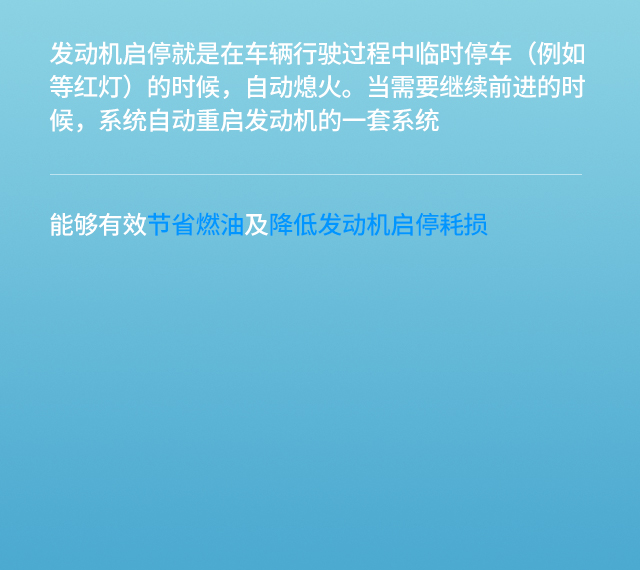 发动机启停就是在车辆行驶过程中临时停车（例如
等红灯）的时候，自动熄火。当需要继续前进的时
候，系统自动重启发动机的一套系统
能够有效节省燃油及降低发动机启停耗损